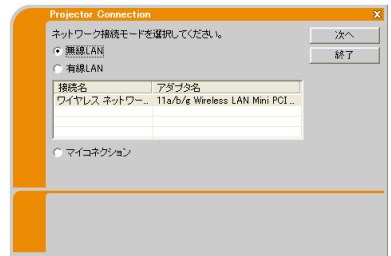 Projector Connection
ネットワーク接続モードを選択してください。
次へ
無線LAN
終了
有線LAN
接続名 アダプタ名
ワイヤレス ネットワー... 11a/b/g Wireless LAN Mini PCI ...
マイコネクション